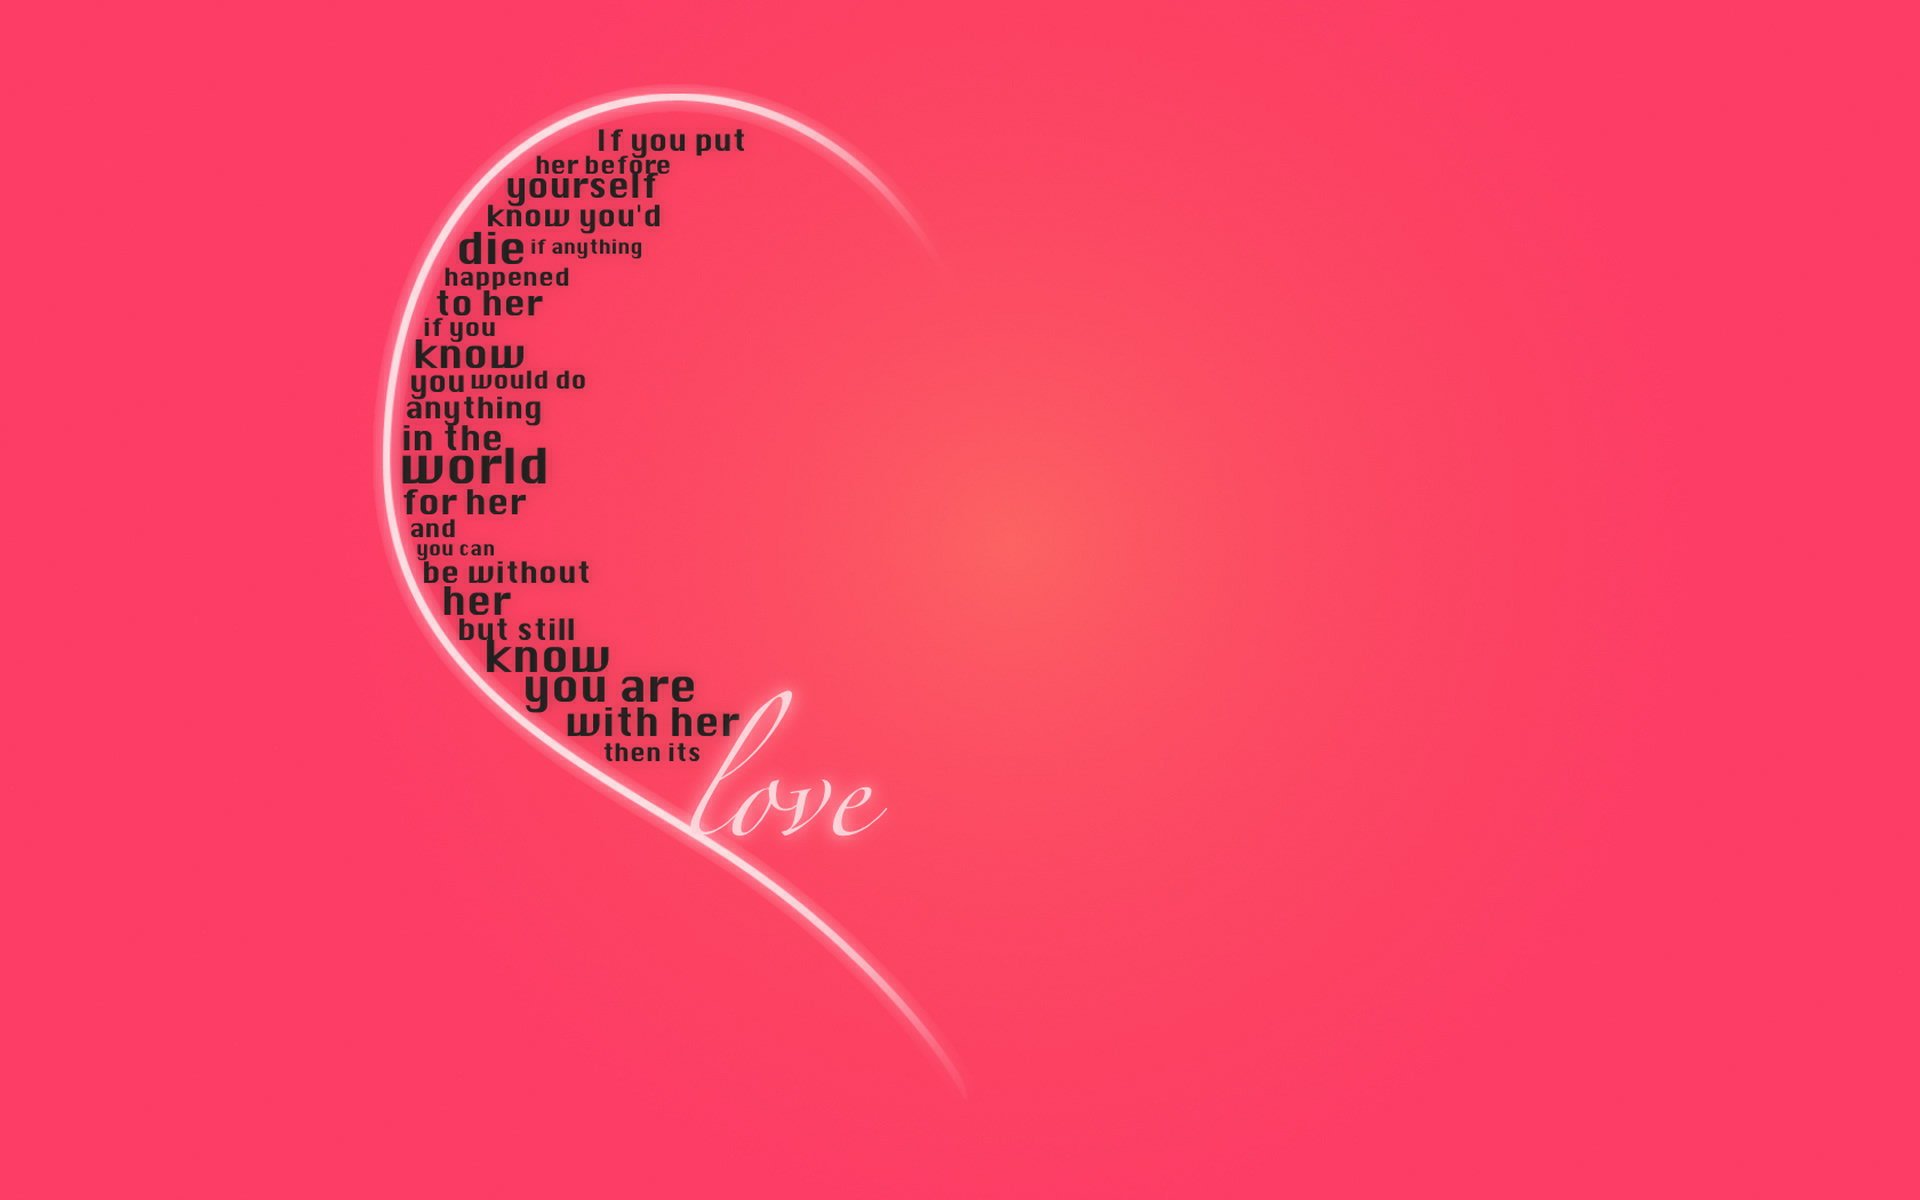 If you put
her before
yourself
know you'd
die if anything
happened
to her
if you
know
you would do
anything
in the
world
for her
and
you can
be without
her
but still
know
you are
with her
then its
love